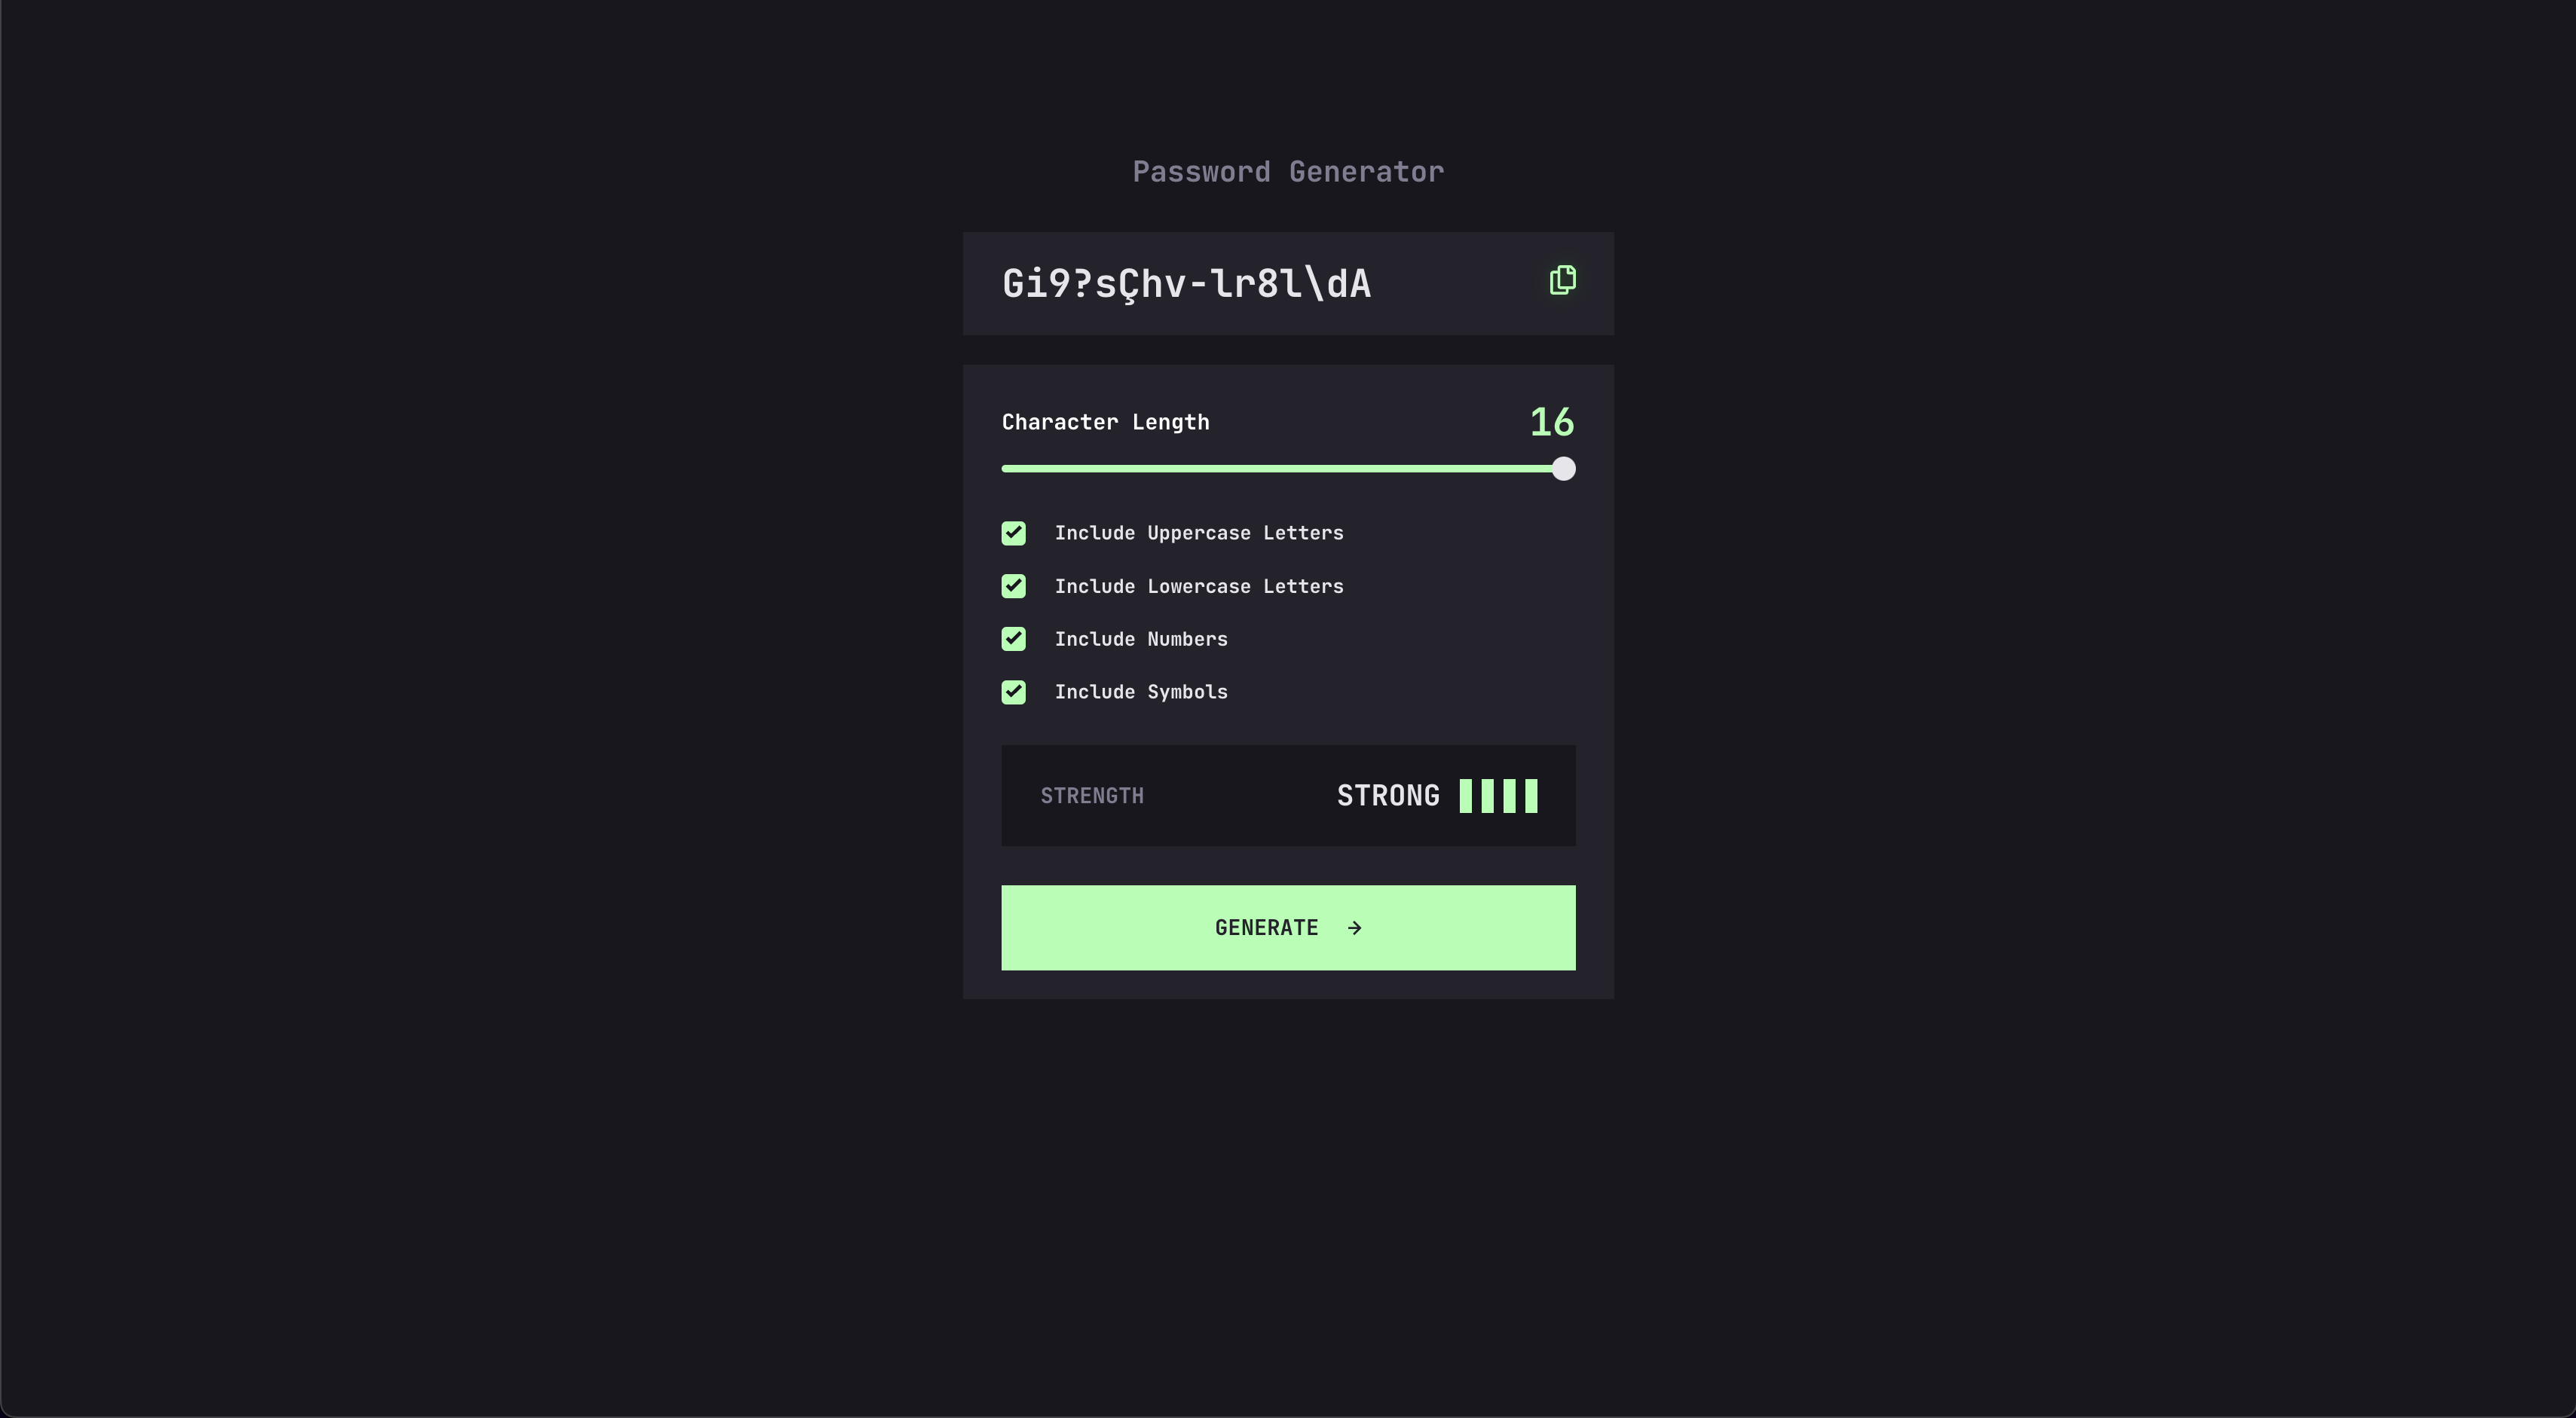 Password Generator
Gi9?sÇhv-lr8l\dA
Character Length 16
Include Uppercase Letters
Include Lowercase Letters
Include Numbers
Include Symbols
STRENGTH STRONG
GENERATE →